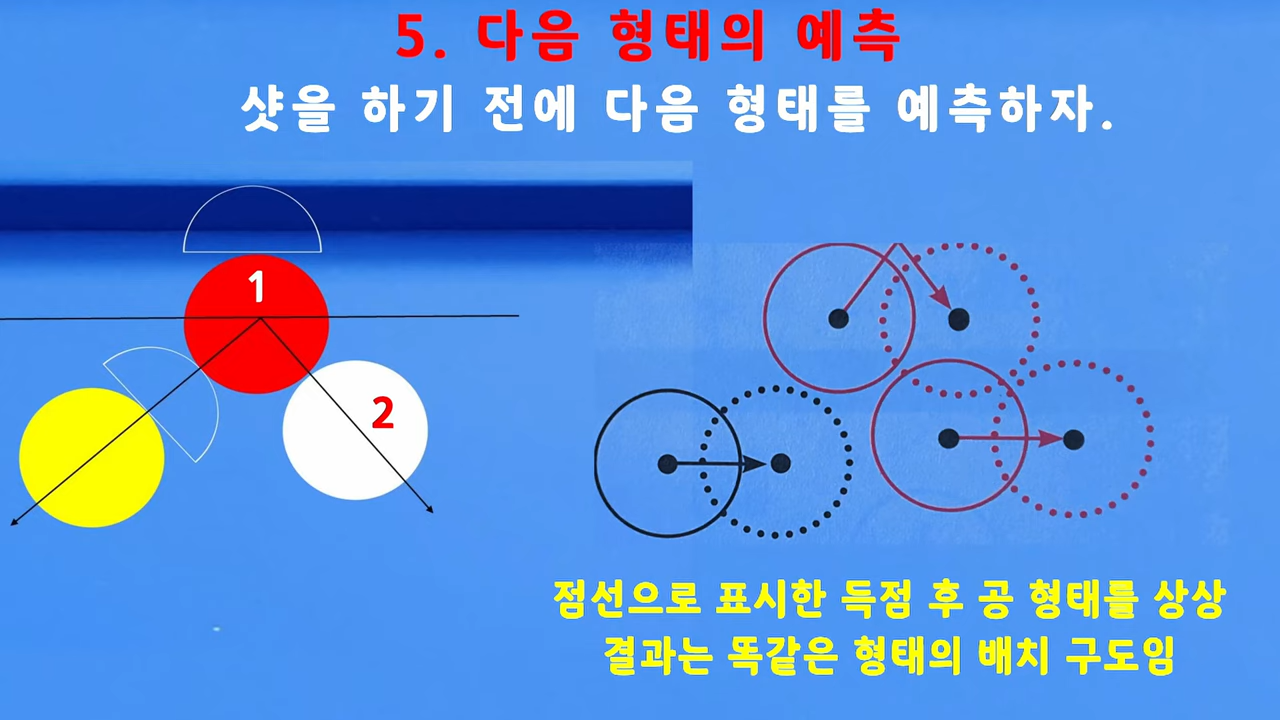 5. 다음 형태의 예측
샷을 하기 전에 다음 형태를 예측하자.
1
2
점선으로 표시한 득점 후 공 형태를 상상
결과는 똑같은 형태의 배치 구도임